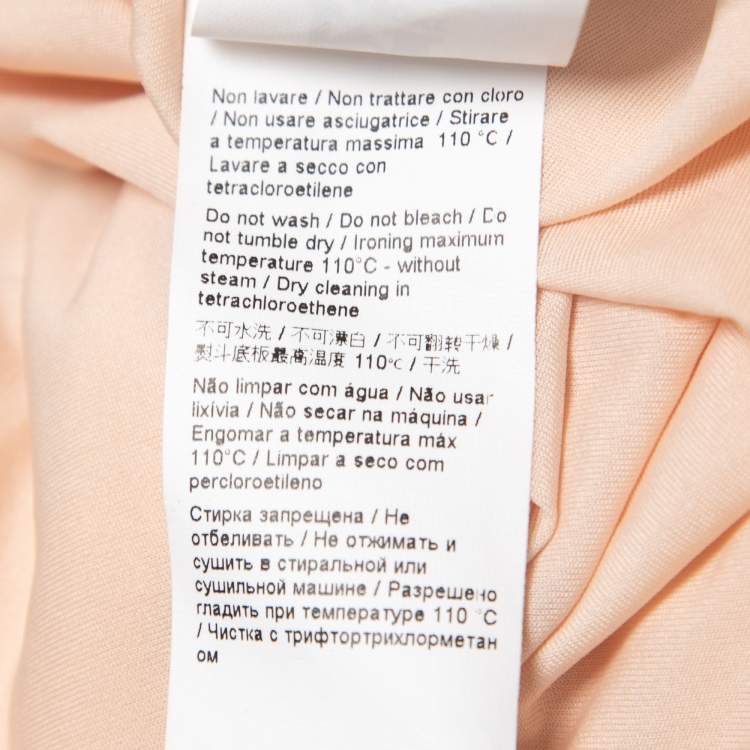 Non lavare / Non trattare con cloro
/ Non usare asciugatrice / Stirare
a temperatura massima 110 °C /
Lavare a secco con
tetracloroetilene
Do not wash / Do not bleach / Do
not tumble dry / Ironing maximum
temperature 110°C - without
steam / Dry cleaning in
tetrachloroethene
不可水洗 / 不可漂白 / 不可翻转干燥 /
熨斗底板最高温度 110℃ / 干洗
Não limpar com água / Não usar
lixívia / Não secar na máquina /
Engomar a temperatura máx
110°C / Limpar a seco com
percloroetileno
Стирка запрещена / Не
отбеливать / Не отжимать и
сушить в стиральной или
сушильной машине / Разрешено
гладить при температуре 110 °C
/ Чистка с трифтортрихлорметан
ом